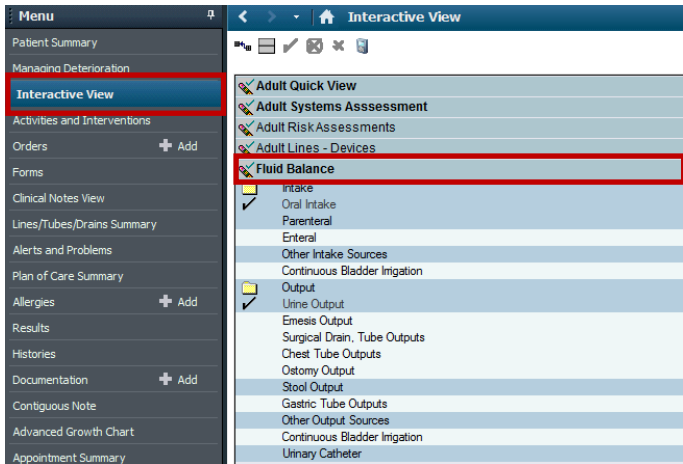 Menu
Patient Summary
Managing Deterioration
Interactive View
Activities and Interventions
Orders Add
Forms
Clinical Notes View
Lines/Tubes/Drains Summary
Alerts and Problems
Plan of Care Summary
Allergies Add
Results
Histories
Documentation Add
Contiguous Note
Advanced Growth Chart
Appointment Summary
Interactive View
Adult Quick View
Adult Systems Asssessment
Adult Risk Assessments
Adult Lines - Devices
Fluid Balance
Intake
Oral Intake
Parenteral
Enteral
Other Intake Sources
Continuous Bladder Irrigation
Output
Urine Output
Emesis Output
Surgical Drain, Tube Outputs
Chest Tube Outputs
Ostomy Output
Stool Output
Gastric Tube Outputs
Other Output Sources
Continuous Bladder Irrigation
Urinary Catheter